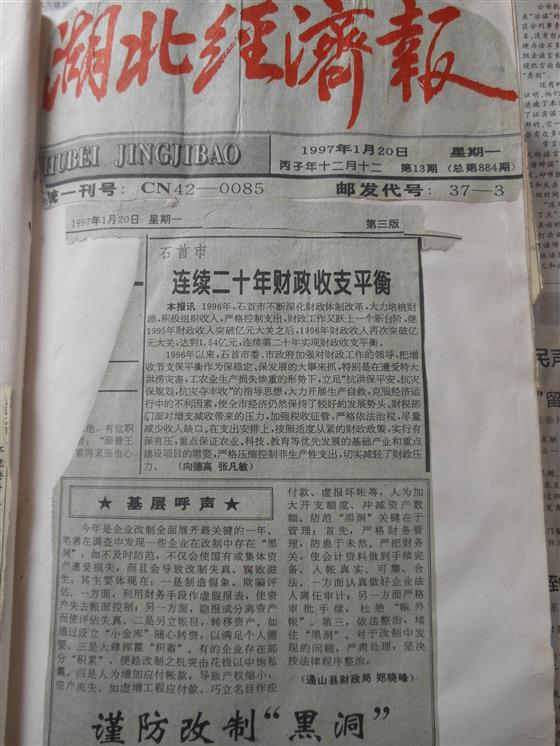 湖北經濟報
HUBEI JINGJIBAO
1997年1月20日 星期一
丙子年十二月十二 第13期 (总第884期)
统一刊号：CN42—0085 邮发代号：37—3
1997年1月20日 星期一 第三版
石首市
连续二十年财政收支平衡
本报讯 1996年，石首市不断深化财政体制改革，大力培植财
源，积极组织收入，严格控制支出，财政工作又跃上一个新台阶，继
1995年财政收入突破亿元大关之后，1996年财政收入再次突破亿
元大关，达到1.54亿元，连续第二十年实现财政收支平衡。
1996年以来，石首市委、市政府加强对财政工作的领导，把增
收节支保平衡作为保稳定、保发展的大事来抓，特别是在遭受特大
洪涝灾害，工农业生产损失惨重的形势下，立足“抗洪保平安，抗灾
保规划，抗灾夺丰收”的指导思想，大力开展生产自救，克服经济运
行中的不利因素，使全市经济仍然保持了较好的发展势头。财税部
门面对增支减收带来的压力，加强税收征管，严格依法治税，尽量
减少收入缺口。在支出安排上，按照适度从紧的财政政策，实行有
保有压，重点保证农业、科技、教育等优先发展的基础产业和重点
建设项目的需要，严格压缩控制非生产性支出，切实减轻了财政压
力。 (向德高 张凡敏)
★ 基层呼声 ★
今年是企业改制全面展开最关键的一年。
笔者在调查中发现一些企业在改制中存在“黑
洞”，如不及时防范，不仅会使国有或集体资
产遭受损失，而且会导致改制失真、腐败滋
生。其主要体现在：一是制造假象，欺骗评
估。一方面，利用财务手段作虚假报表，使资
产失去帐面控制；另一方面，隐报或分离资产
而使评估失真。二是另立帐目，转移资产。如
通过设立“小金库”随心转资，以满足个人需
要。三是大肆挥霍“积蓄”。有的企业存在部
分“积累”，便趁改制之机突击花钱以中饱私
囊。四是人为增加应付帐款，导致产权缩小，
资产流失。如虚增工程应付款、巧立名目作应
付款、虚报坏帐等，人为加
大开支额度、冲减资产数
额。防范“黑洞”关键在于
管理：首先，严格财务管
理，防患于未然。严把财务
关，使会计资料做到手续完
备、人帐真实、可靠、合
法。一方面认真做好企业法
人离任审计；另一方面严格
审批手续，杜绝“帐外
帐”。第三，依法整治，堵
住“黑洞”。对于改制中发
现的问题，严肃处理，坚决
按法律程序整治。
(通山县财政局 郑晓峰)
谨防改制“黑洞”